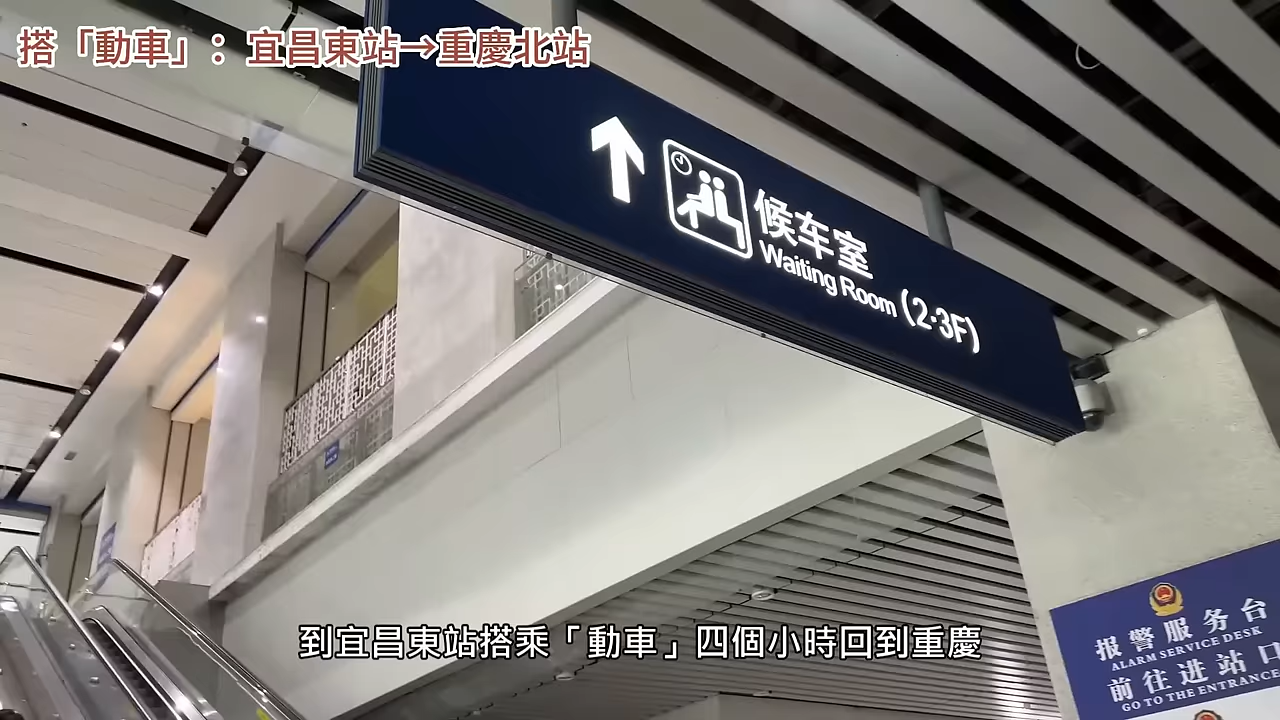 搭「動車」：宜昌東站→重慶北站
候车室
Waiting Room (2·3F)
到宜昌東站搭乘「動車」四個小時回到重慶
报警服务台
ALARM SERVICE DESK
前往进站口
GO TO THE ENTRANCE